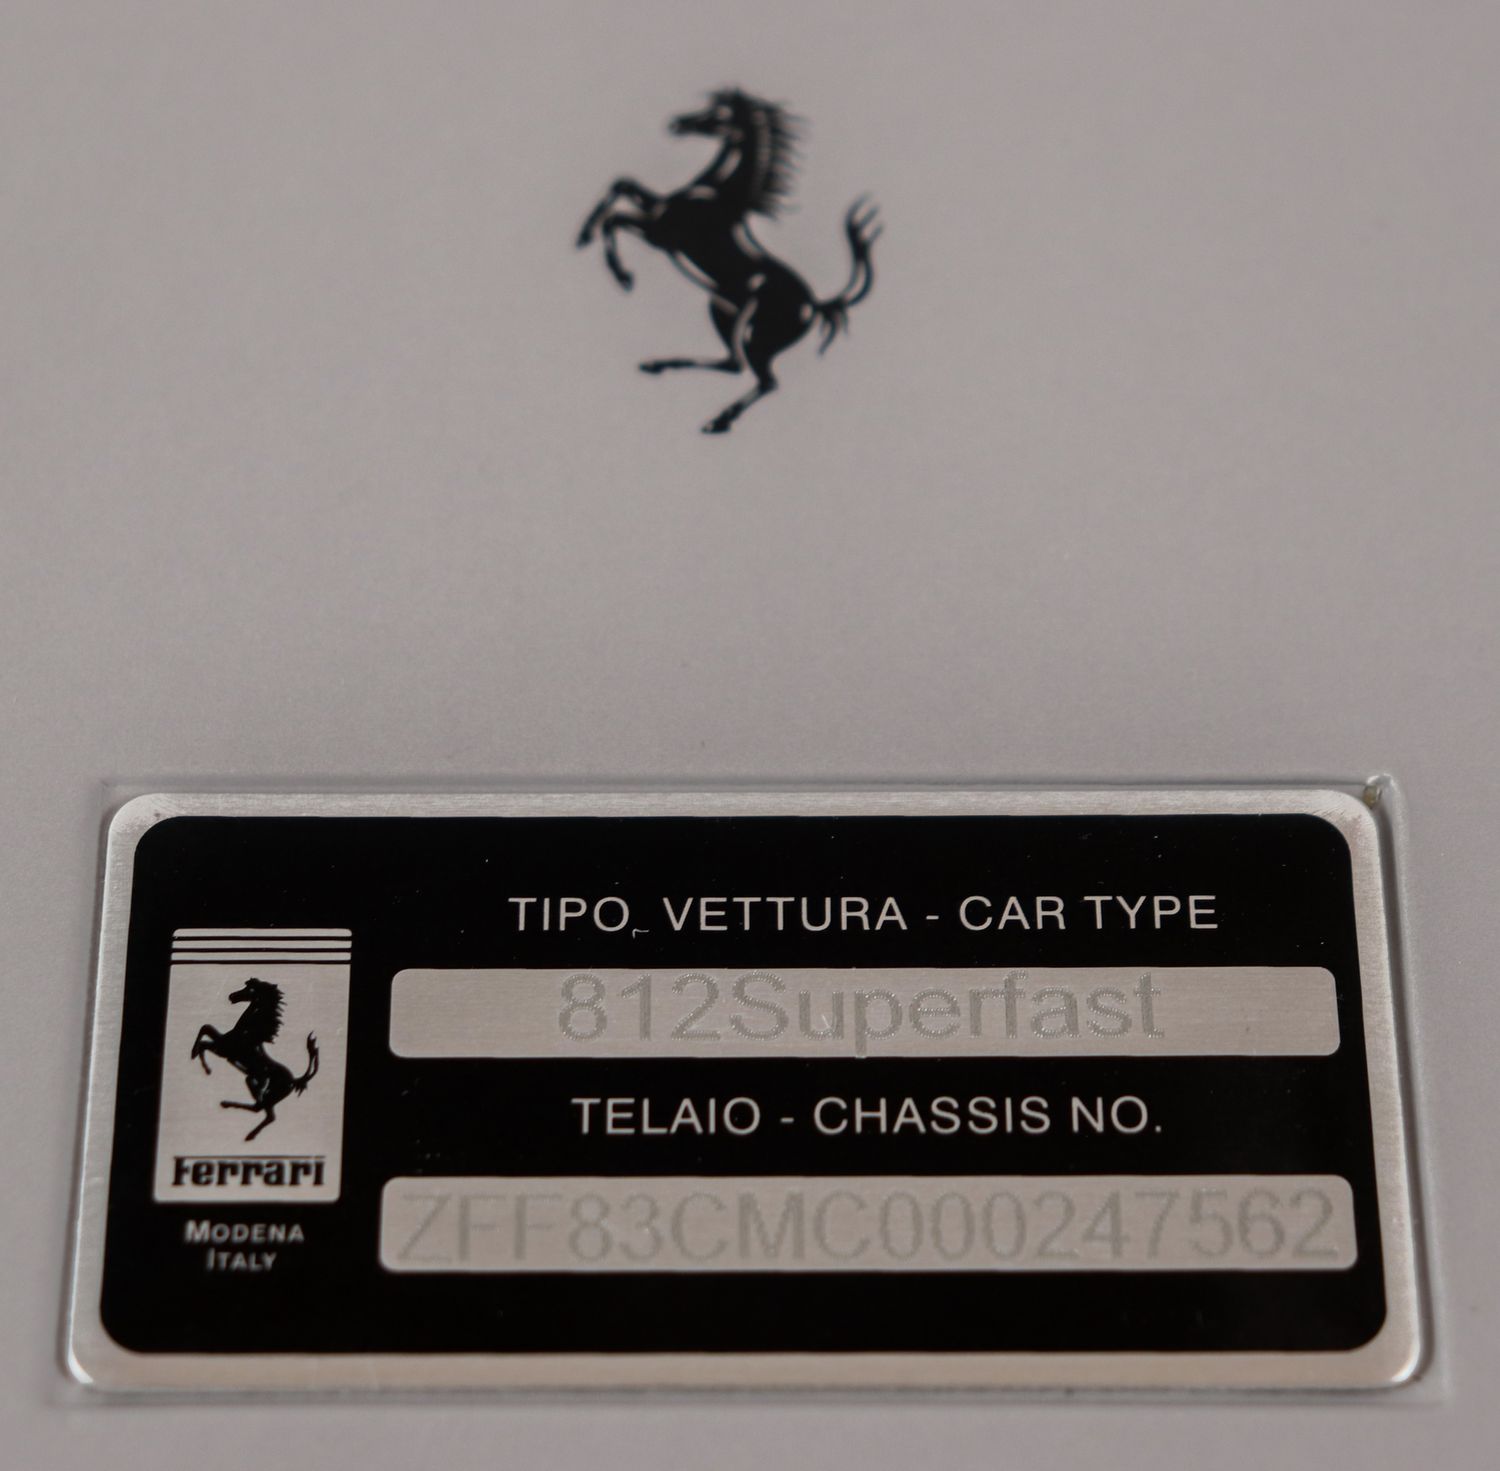 TIPO VETTURA - CAR TYPE
812Superfast
TELAIO - CHASSIS NO.
ZFF83CMC000247562
Ferrari
MODENA
ITALY